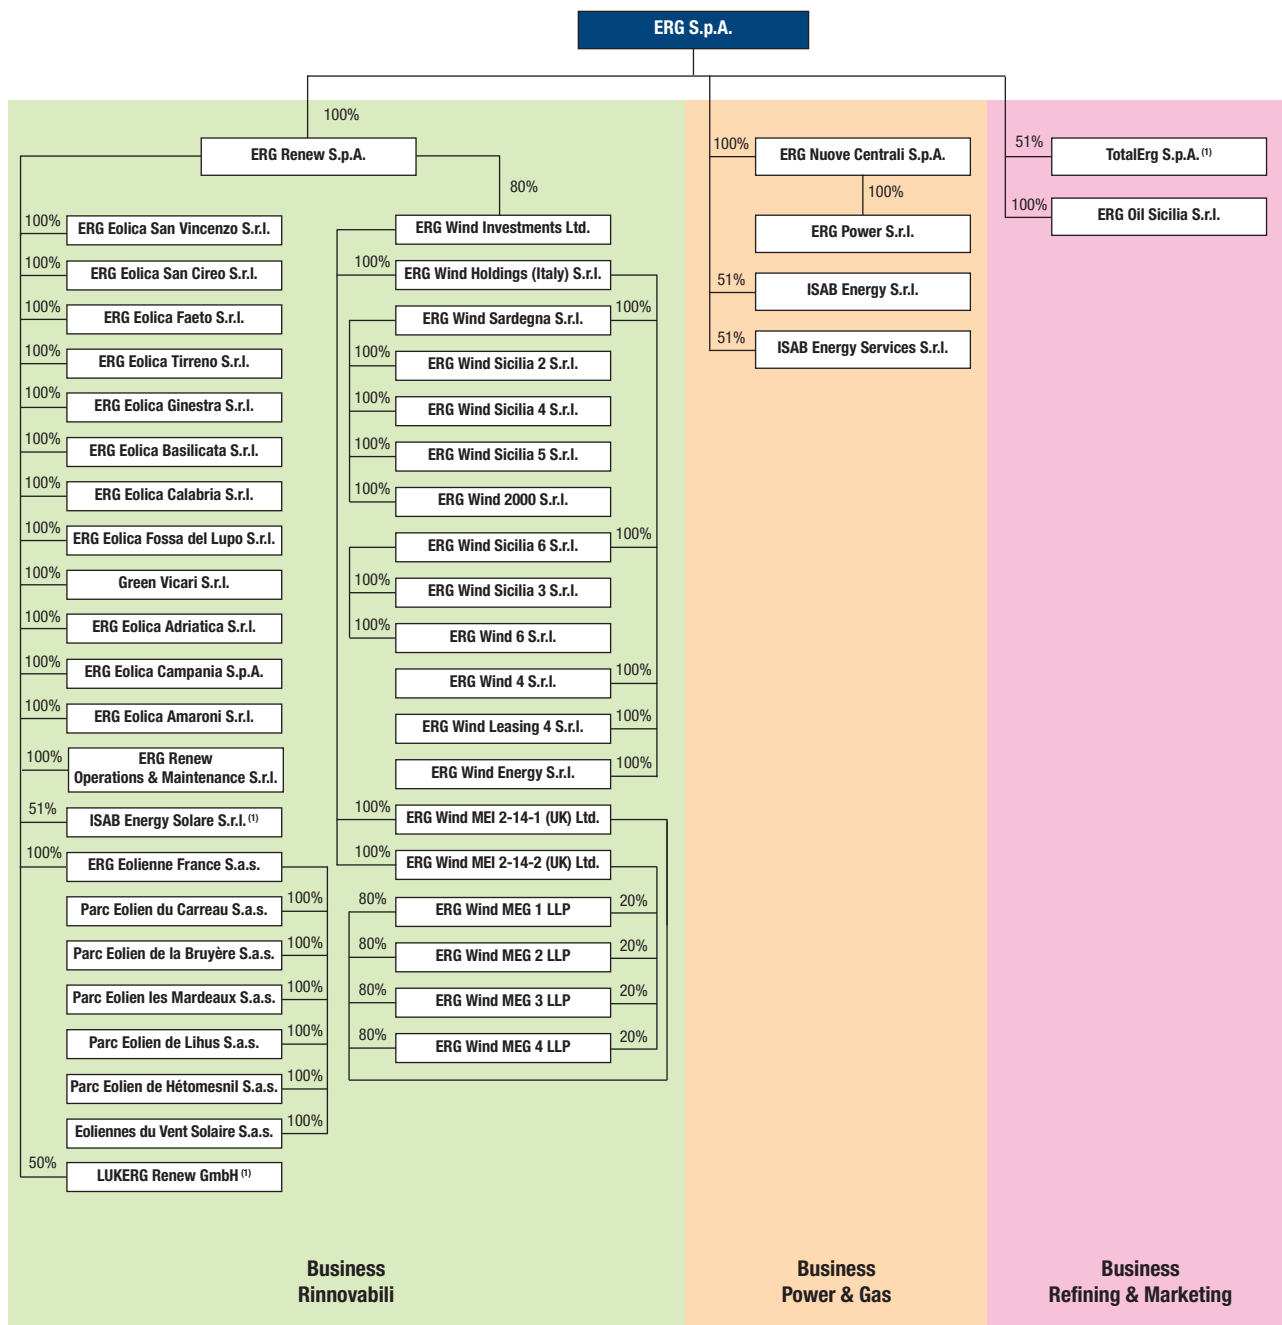 ERG S.p.A.
100%
ERG Renew S.p.A.
100%
ERG Eolica San Vincenzo S.r.l.
100%
ERG Eolica San Cireo S.r.l.
100%
ERG Eolica Faeto S.r.l.
100%
ERG Eolica Tirreno S.r.l.
100%
ERG Eolica Ginestra S.r.l.
100%
ERG Eolica Basilicata S.r.l.
100%
ERG Eolica Calabria S.r.l.
100%
ERG Eolica Fossa del Lupo S.r.l.
100%
Green Vicari S.r.l.
100%
ERG Eolica Adriatica S.r.l.
100%
ERG Eolica Campania S.p.A.
100%
ERG Eolica Amaroni S.r.l.
100%
ERG Renew
Operations & Maintenance S.r.l.
51%
ISAB Energy Solare S.r.l. (1)
100%
ERG Eolienne France S.a.s.
100%
Parc Eolien du Carreau S.a.s.
100%
Parc Eolien de la Bruyère S.a.s.
100%
Parc Eolien les Mardeaux S.a.s.
100%
Parc Eolien de Lihus S.a.s.
100%
Parc Eolien de Hétomesnil S.a.s.
100%
Eoliennes du Vent Solaire S.a.s.
50%
LUKERG Renew GmbH (1)
80%
ERG Wind Investments Ltd.
100%
ERG Wind Holdings (Italy) S.r.l.
100%
ERG Wind Sardegna S.r.l.
100%
ERG Wind Sicilia 2 S.r.l.
100%
ERG Wind Sicilia 4 S.r.l.
100%
ERG Wind Sicilia 5 S.r.l.
100%
ERG Wind 2000 S.r.l.
100%
ERG Wind Sicilia 6 S.r.l.
100%
ERG Wind Sicilia 3 S.r.l.
100%
ERG Wind 6 S.r.l.
100%
ERG Wind 4 S.r.l.
100%
ERG Wind Leasing 4 S.r.l.
100%
ERG Wind Energy S.r.l.
100%
ERG Wind MEI 2-14-1 (UK) Ltd.
100%
ERG Wind MEI 2-14-2 (UK) Ltd.
80%
ERG Wind MEG 1 LLP
20%
80%
ERG Wind MEG 2 LLP
20%
80%
ERG Wind MEG 3 LLP
20%
80%
ERG Wind MEG 4 LLP
20%
Business
Rinnovabili
100%
ERG Nuove Centrali S.p.A.
100%
ERG Power S.r.l.
51%
ISAB Energy S.r.l.
51%
ISAB Energy Services S.r.l.
Business
Power & Gas
51%
TotalErg S.p.A. (1)
100%
ERG Oil Sicilia S.r.l.
Business
Refining & Marketing